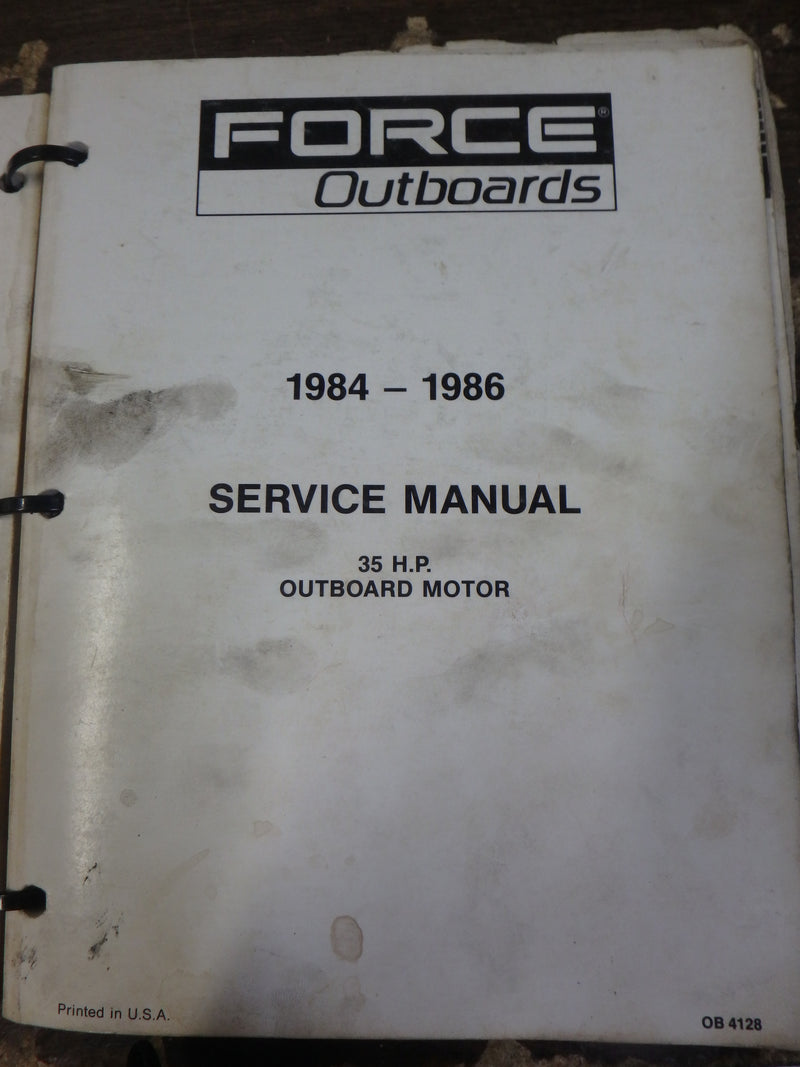 FORCE®
Outboards
1984 – 1986
SERVICE MANUAL
35 H.P.
OUTBOARD MOTOR
Printed in U.S.A.
OB 4128